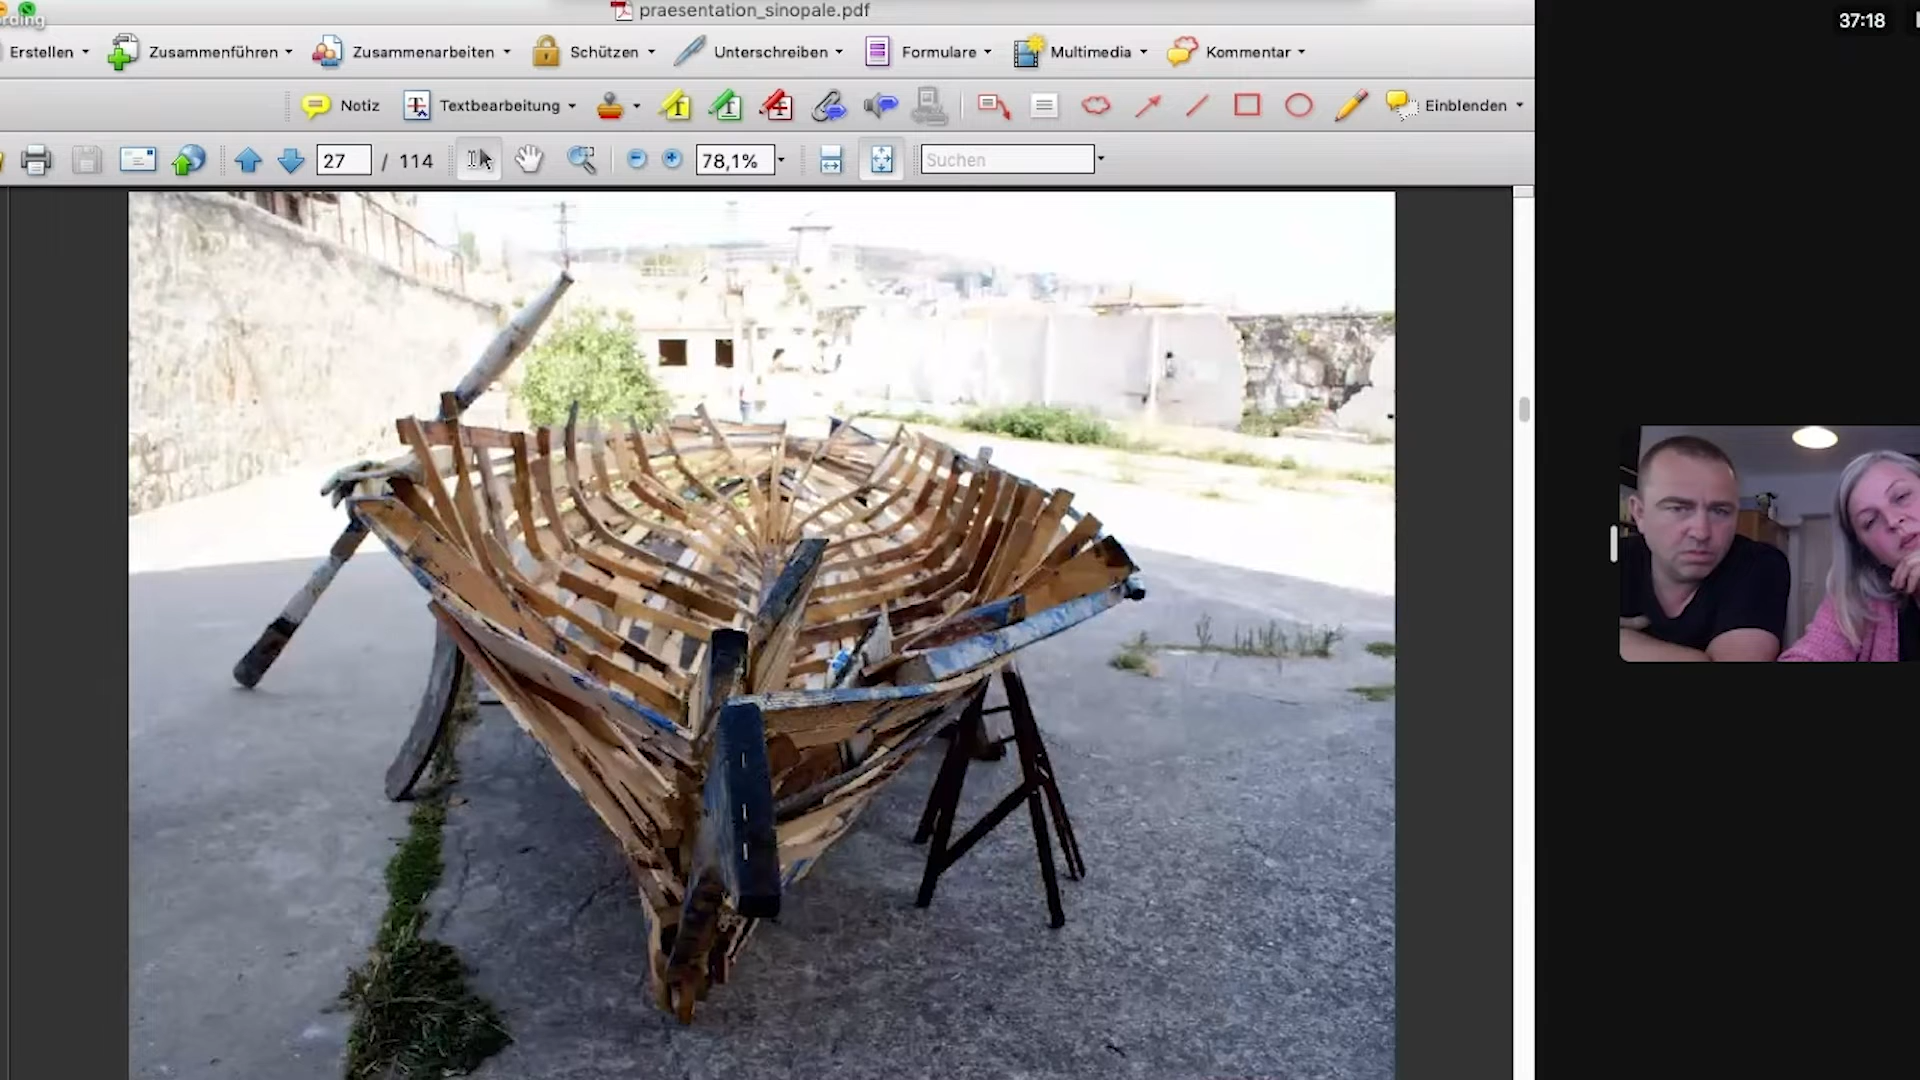 praesentation_sinopale.pdf
37:18
Erstellen Zusammenführen Zusammenarbeiten Schützen Unterschreiben Formulare Multimedia Kommentar
Notiz Textbearbeitung Einblenden
27 / 114 78,1% Suchen